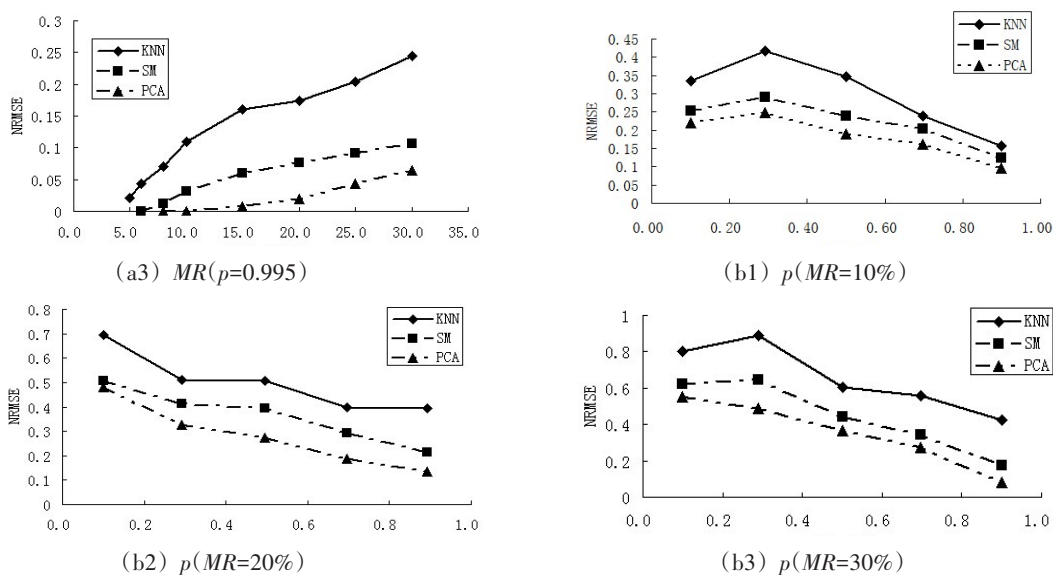 0.3
0.25
0.2
0.15
0.1
0.05
0
NRMSE
KNN
SM
PCA
0.0 5.0 10.0 15.0 20.0 25.0 30.0 35.0
(a3) MR(p=0.995)
0.45
0.4
0.35
0.3
0.25
0.2
0.15
0.1
0.05
0
NRMSE
KNN
SM
PCA
0.00 0.20 0.40 0.60 0.80 1.00
(b1) p(MR=10%)
0.8
0.7
0.6
0.5
0.4
0.3
0.2
0.1
0
NRMSE
KNN
SM
PCA
0.0 0.2 0.4 0.6 0.8 1.0
(b2) p(MR=20%)
1
0.8
0.6
0.4
0.2
0
NRMSE
KNN
SM
PCA
0.0 0.2 0.4 0.6 0.8 1.0
(b3) p(MR=30%)